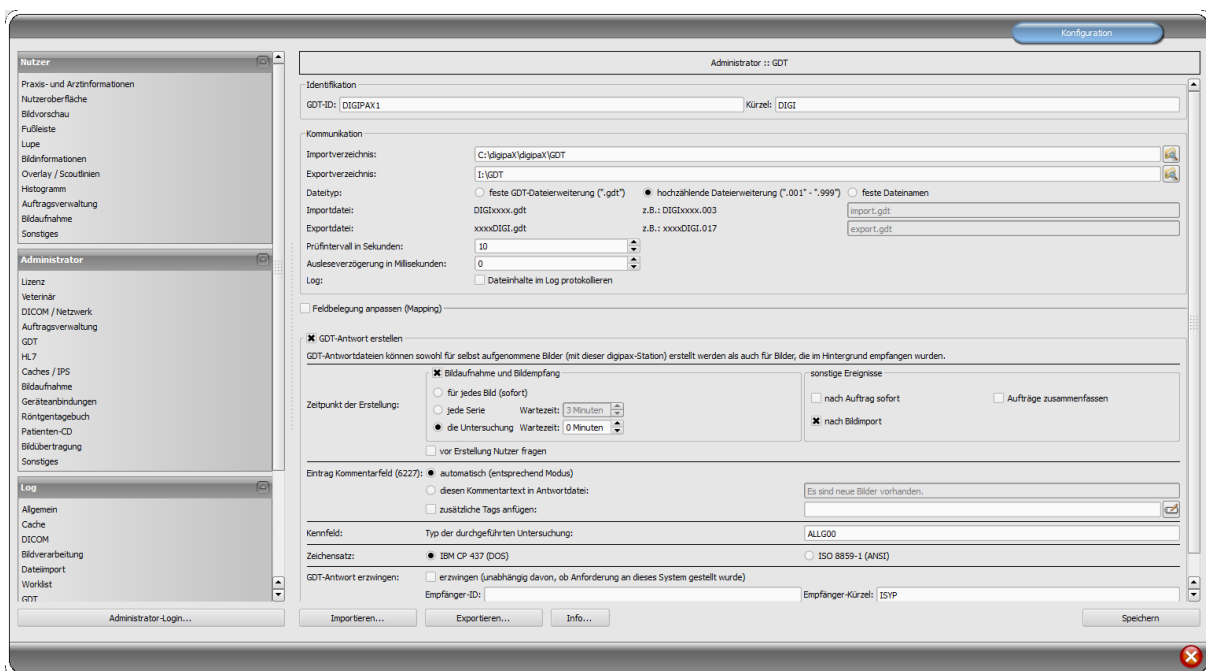 Konfiguration
Nutzer
Praxis- und Arztinformationen
Nutzeroberfläche
Bildvorschau
Fußleiste
Lupe
Bildinformationen
Overlay / Scoutlinien
Histogramm
Auftragsverwaltung
Bildaufnahme
Sonstiges
Administrator
Lizenz
Veterinär
DICOM / Netzwerk
Auftragsverwaltung
GDT
HL7
Caches / IPS
Bildaufnahme
Geräteanbindungen
Röntgentagebuch
Patienten-CD
Bildübertragung
Sonstiges
Log
Allgemein
Cache
DICOM
Bildverarbeitung
Dateiimport
Worklist
GDT
Administrator-Login...
Administrator :: GDT
Identifikation
GDT-ID: DIGIPAX1 Kürzel: DIGI
Kommunikation
Importverzeichnis: C:\digipaX\digipaX\GDT
Exportverzeichnis: I:\GDT
Dateityp: feste GDT-Dateierweiterung (".gdt") hochzählende Dateierweiterung (".001" - ".999") feste Dateinamen
Importdatei: DIGIxxxx.gdt z.B.: DIGIxxxx.003 import.gdt
Exportdatei: xxxxDIGI.gdt z.B.: xxxxDIGI.017 export.gdt
Prüfintervall in Sekunden: 10
Ausleseverzögerung in Millisekunden: 0
Log: Dateiinhalte im Log protokollieren
Feldbelegung anpassen (Mapping)
GDT-Antwort erstellen
GDT-Antwortdateien können sowohl für selbst aufgenommene Bilder (mit dieser digipax-Station) erstellt werden als auch für Bilder, die im Hintergrund empfangen wurden.
Zeitpunkt der Erstellung:
Bildaufnahme und Bildempfang
für jedes Bild (sofort)
jede Serie Wartezeit: 3 Minuten
die Untersuchung Wartezeit: 0 Minuten
sonstige Ereignisse
nach Auftrag sofort Aufträge zusammenfassen
nach Bildimport
vor Erstellung Nutzer fragen
Eintrag Kommentarfeld (6227): automatisch (entsprechend Modus)
diesen Kommentartext in Antwortdatei: Es sind neue Bilder vorhanden.
zusätzliche Tags anfügen:
Kennfeld: Typ der durchgeführten Untersuchung: ALLG00
Zeichensatz: IBM CP 437 (DOS) ISO 8859-1 (ANSI)
GDT-Antwort erzwingen: erzwingen (unabhängig davon, ob Anforderung an dieses System gestellt wurde)
Empfänger-ID: Empfänger-Kürzel: ISYP
Importieren... Exportieren... Info... Speichern